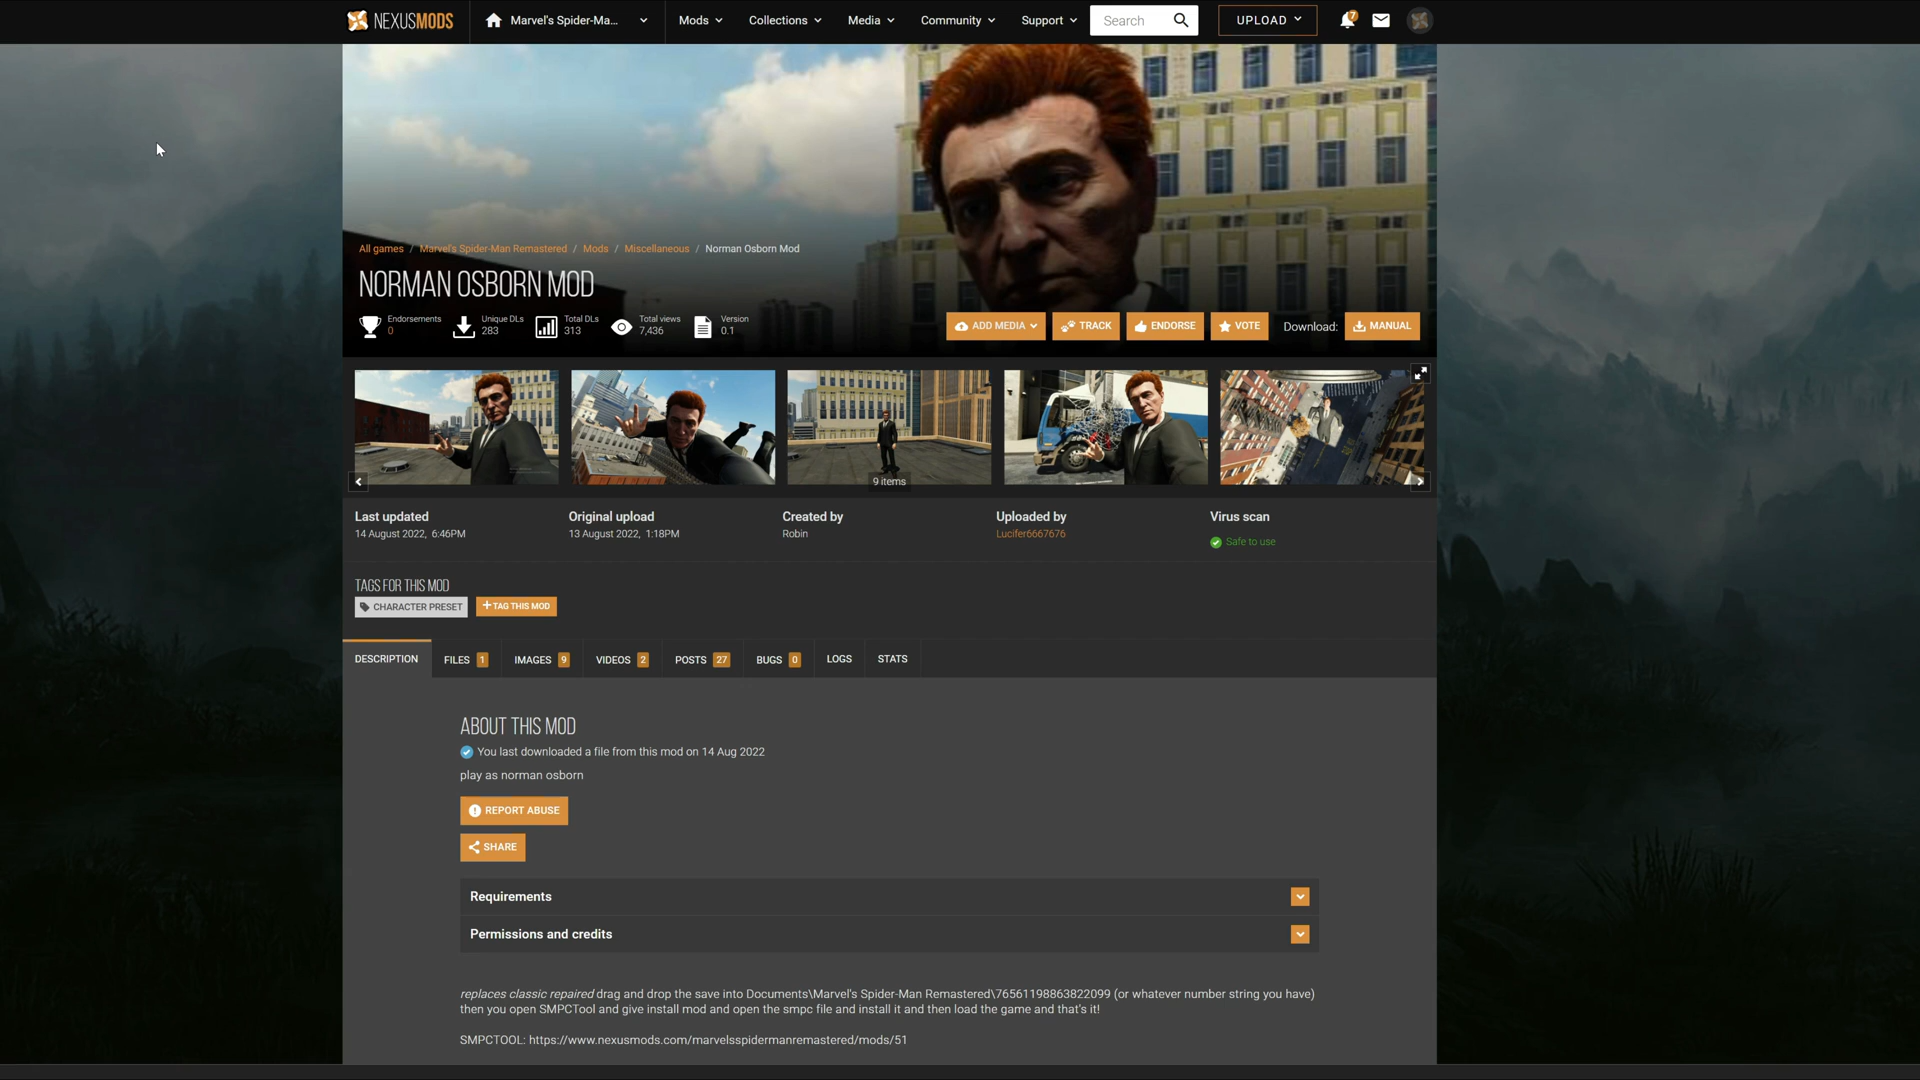 NEXUSMODS
Marvel's Spider-Ma...
Mods
Collections
Media
Community
Support
Search
UPLOAD
7
All games / Marvel's Spider-Man Remastered / Mods / Miscellaneous / Norman Osborn Mod
NORMAN OSBORN MOD
Endorsements
0
Unique DLs
283
Total DLs
313
Total views
7,436
Version
0.1
ADD MEDIA
TRACK
ENDORSE
VOTE
Download:
MANUAL
9 items
Last updated
14 August 2022, 6:46PM
Original upload
13 August 2022, 1:18PM
Created by
Robin
Uploaded by
Lucifer6667676
Virus scan
Safe to use
TAGS FOR THIS MOD
CHARACTER PRESET
+ TAG THIS MOD
DESCRIPTION
FILES 1
IMAGES 9
VIDEOS 2
POSTS 27
BUGS 0
LOGS
STATS
ABOUT THIS MOD
You last downloaded a file from this mod on 14 Aug 2022
play as norman osborn
REPORT ABUSE
SHARE
Requirements
Permissions and credits
replaces classic repaired drag and drop the save into Documents\Marvel's Spider-Man Remastered\76561198863822099 (or whatever number string you have)
then you open SMPCTool and give install mod and open the smpc file and install it and then load the game and that's it!
SMPCTOOL: https://www.nexusmods.com/marvelsspidermanremastered/mods/51